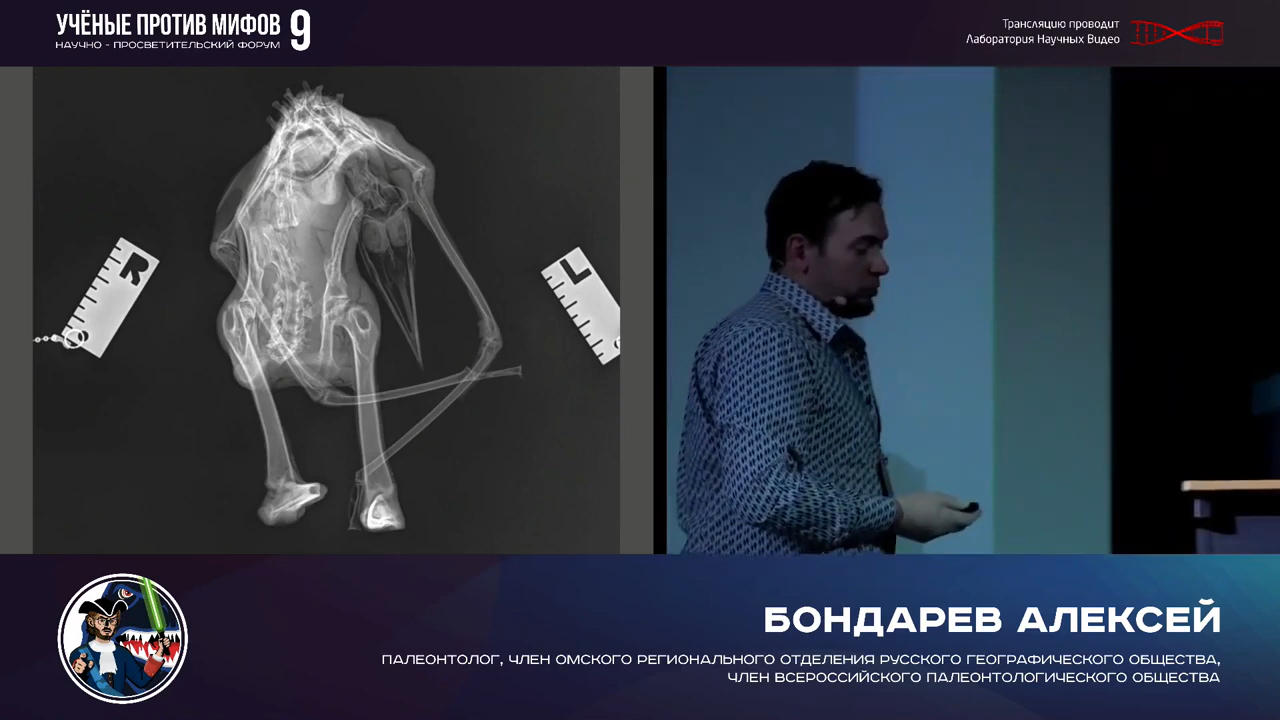 УЧЁНЫЕ ПРОТИВ МИФОВ 9
НАУЧНО - ПРОСВЕТИТЕЛЬСКИЙ ФОРУМ
Трансляцию проводит
Лаборатория Научных Видео
R
L
БОНДАРЕВ АЛЕКСЕЙ
ПАЛЕОНТОЛОГ, ЧЛЕН ОМСКОГО РЕГИОНАЛЬНОГО ОТДЕЛЕНИЯ РУССКОГО ГЕОГРАФИЧЕСКОГО ОБЩЕСТВА,
ЧЛЕН ВСЕРОССИЙСКОГО ПАЛЕОНТОЛОГИЧЕСКОГО ОБЩЕСТВА